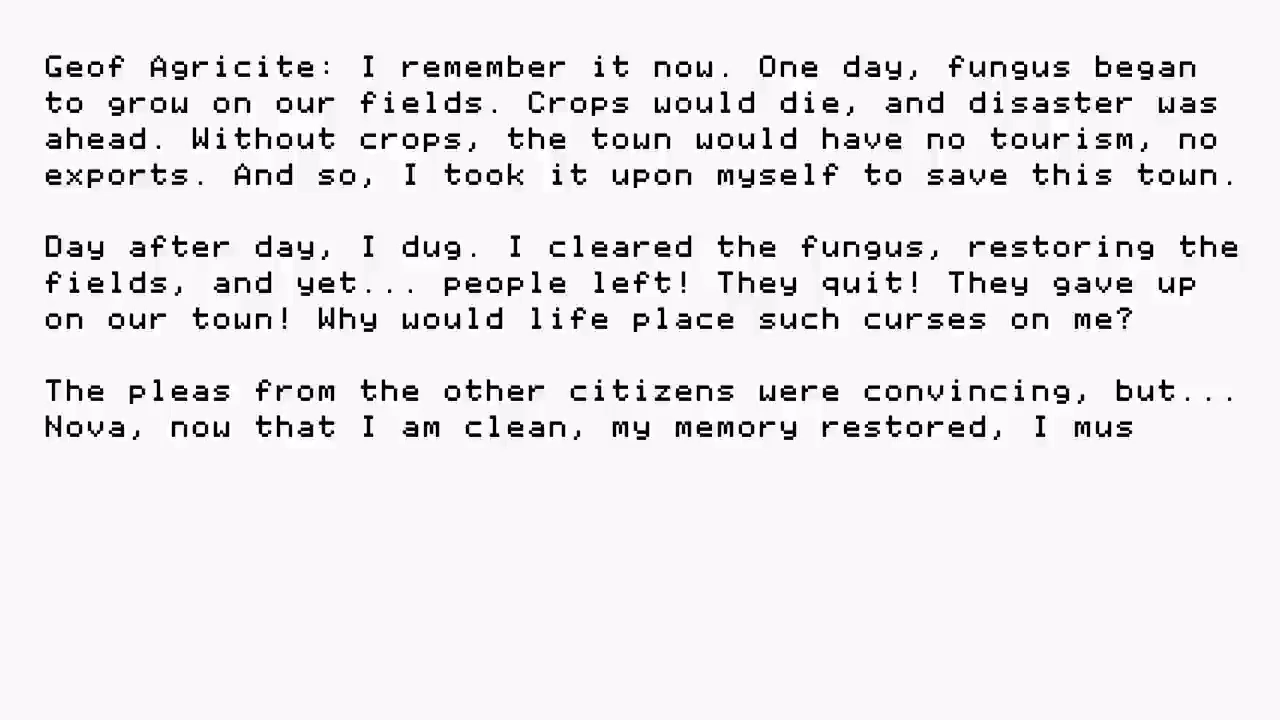 Geof Agricite: I remember it now. One day, fungus began
to grow on our fields. Crops would die, and disaster was
ahead. Without crops, the town would have no tourism, no
exports. And so, I took it upon myself to save this town.
Day after day, I dug. I cleared the fungus, restoring the
fields, and yet... people left! They quit! They gave up
on our town! Why would life place such curses on me?
The pleas from the other citizens were convincing, but...
Nova, now that I am clean, my memory restored, I mus